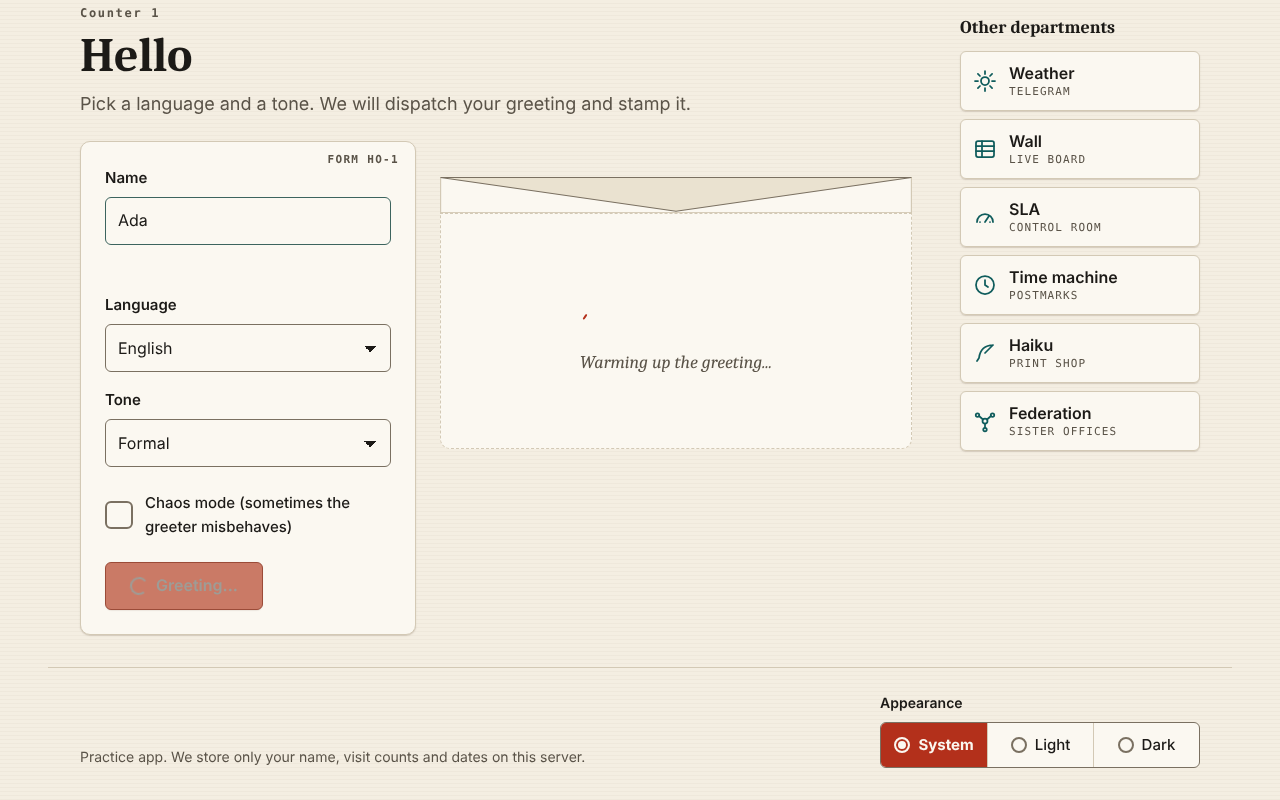 Counter 1
Hello
Pick a language and a tone. We will dispatch your greeting and stamp it.
FORM HO-1
Name
Ada
Language
English
Tone
Formal
Chaos mode (sometimes the
greeter misbehaves)
Greeting...
Warming up the greeting...
Other departments
Weather
TELEGRAM
Wall
LIVE BOARD
SLA
CONTROL ROOM
Time machine
POSTMARKS
Haiku
PRINT SHOP
Federation
SISTER OFFICES
Practice app. We store only your name, visit counts and dates on this server.
Appearance
System
Light
Dark